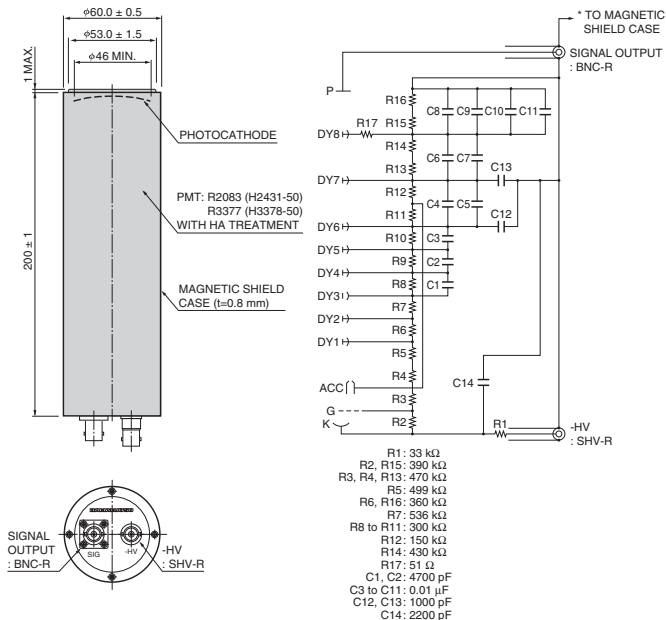 ϕ60.0 ± 0.5
ϕ53.0 ± 1.5
ϕ46 MIN.
1 MAX.
200 ± 1
PHOTOCATHODE
PMT: R2083 (H2431-50)
R3377 (H3378-50)
WITH HA TREATMENT
MAGNETIC SHIELD
CASE (t=0.8 mm)
SIGNAL
OUTPUT
: BNC-R
SIG
-HV
-HV
: SHV-R
* TO MAGNETIC
SHIELD CASE
SIGNAL OUTPUT
: BNC-R
P
R16
C8
C9
C10
C11
R17
R15
DY8
R14
C6
C7
R13
C13
DY7
R12
C4
C5
R11
C12
DY6
R10
C3
DY5
R9
C2
DY4
R8
C1
DY3
R7
DY2
R6
DY1
R5
R4
C14
ACC
R3
G
R2
K
R1
-HV
: SHV-R
R1: 33 kΩ
R2, R15: 390 kΩ
R3, R4, R13: 470 kΩ
R5: 499 kΩ
R6, R16: 360 kΩ
R7: 536 kΩ
R8 to R11: 300 kΩ
R12: 150 kΩ
R14: 430 kΩ
R17: 51 Ω
C1, C2: 4700 pF
C3 to C11: 0.01 µF
C12, C13: 1000 pF
C14: 2200 pF